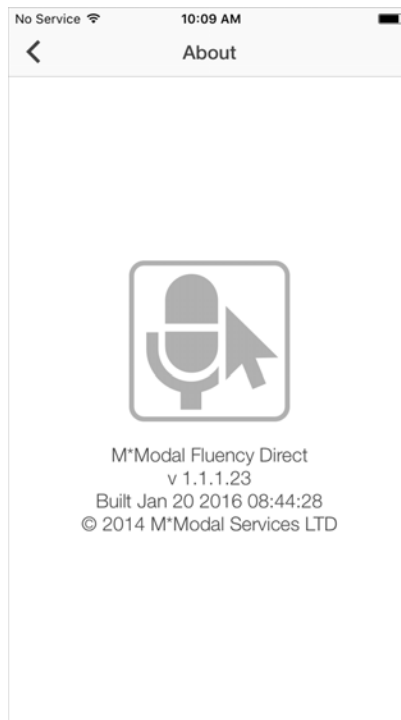 No Service 10:09 AM
About
M*Modal Fluency Direct
v 1.1.1.23
Built Jan 20 2016 08:44:28
© 2014 M*Modal Services LTD